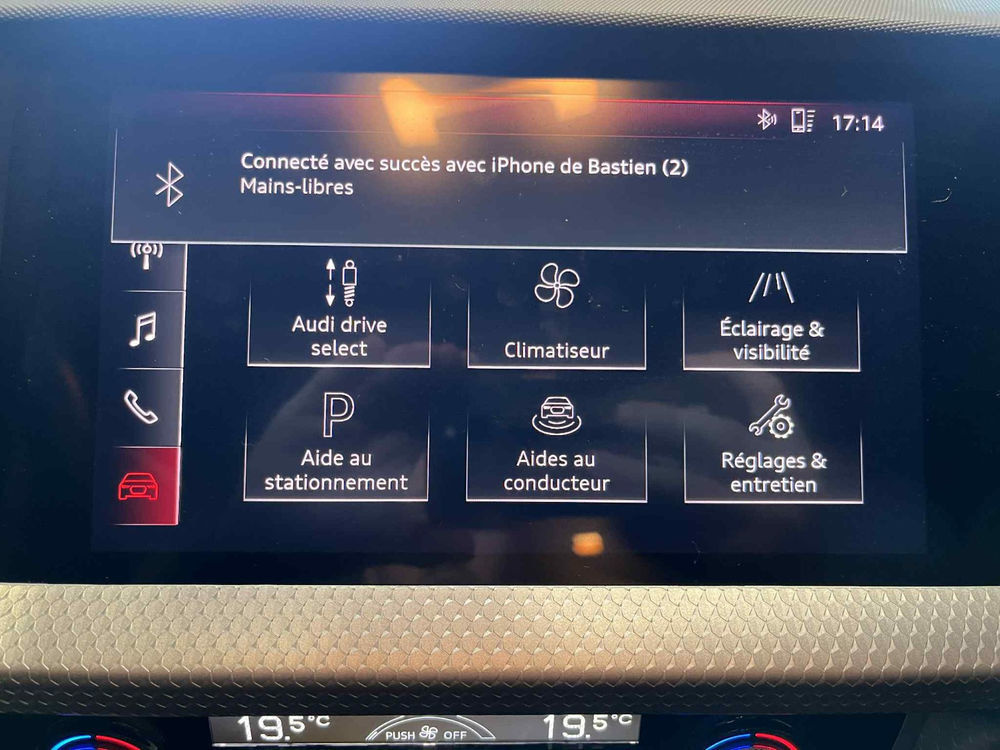 17:14
Connecté avec succès avec iPhone de Bastien (2)
Mains-libres
Audi drive
select
Climatiseur
Éclairage &
visibilité
P
Aide au
stationnement
Aides au
conducteur
Réglages &
entretien
19.5°C
PUSH OFF
19.5°C